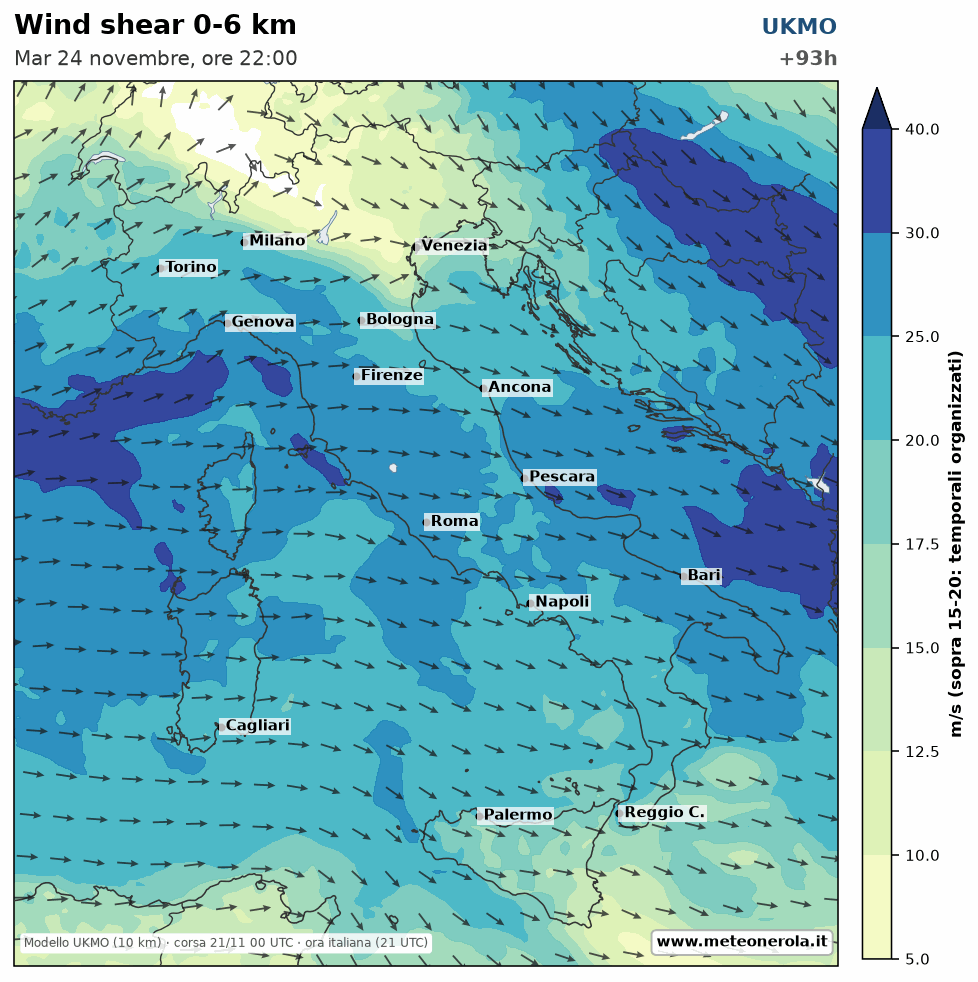 Wind shear 0-6 km
UKMO
Mar 24 novembre, ore 22:00
+93h
Milano
Venezia
Torino
Genova
Bologna
Firenze
Ancona
Pescara
Roma
Bari
Napoli
Cagliari
Palermo
Reggio C.
40.0
30.0
25.0
20.0
17.5
15.0
12.5
10.0
5.0
m/s (sopra 15-20: temporali organizzati)
Modello UKMO (10 km) · corsa 21/11 00 UTC · ora italiana (21 UTC)
www.meteonerola.it